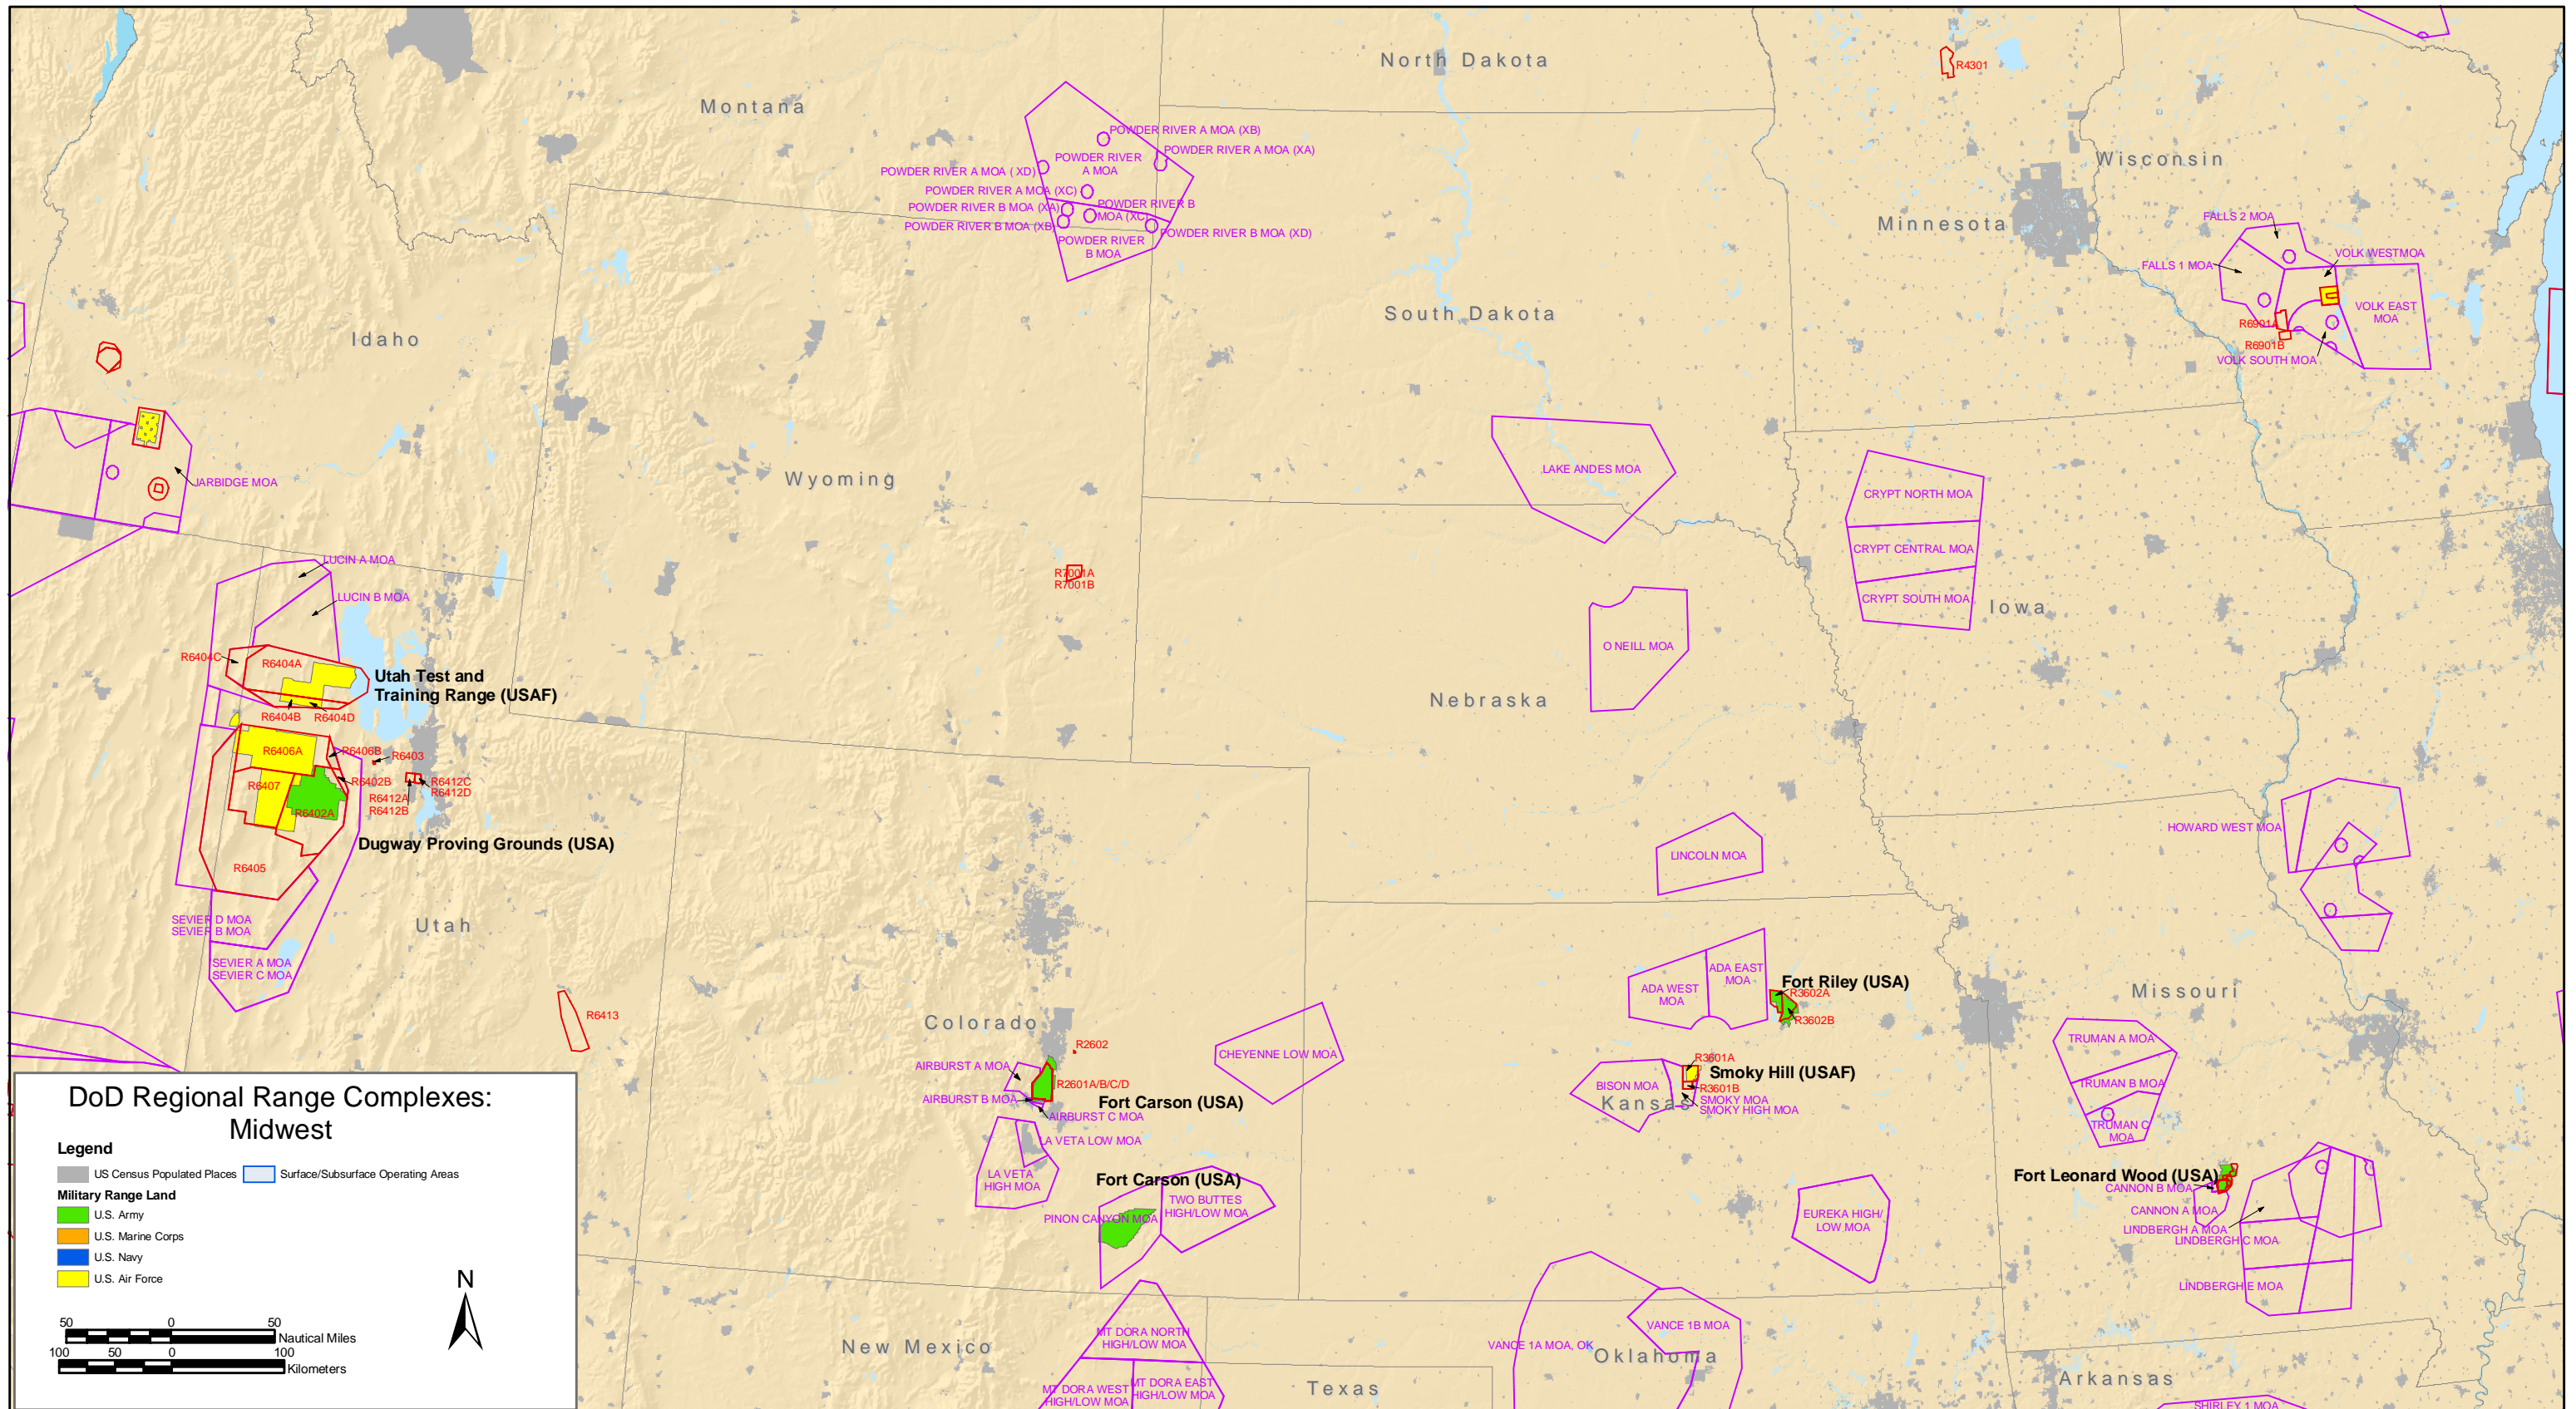 North Dakota
R4301
Montana
POWDER RIVER A MOA (XB)
POWDER RIVER A MOA (XA)
POWDER RIVER
A MOA
POWDER RIVER A MOA ( XD)
POWDER RIVER A MOA (XC)
POWDER RIVER B MOA (XA)
POWDER RIVER B
MOA (XC)
POWDER RIVER B MOA (XB)
POWDER RIVER B MOA (XD)
POWDER RIVER
B MOA
Wisconsin
Minnesota
FALLS 2 MOA
VOLK WESTMOA
FALLS 1 MOA
VOLK EAST
MOA
R6901A
R6901B
VOLK SOUTH MOA
South Dakota
Idaho
JARBIDGE MOA
Wyoming
LAKE ANDES MOA
CRYPT NORTH MOA
CRYPT CENTRAL MOA
CRYPT SOUTH MOA
Iowa
LUCIN A MOA
LUCIN B MOA
R7001A
R7001B
O NEILL MOA
Nebraska
R6404C
R6404A
Utah Test and
Training Range (USAF)
R6404B
R6404D
R6406A
R6406B
R6403
R6407
R6402B
R6412C
R6412D
R6412A
R6412B
R6402A
Dugway Proving Grounds (USA)
R6405
HOWARD WEST MOA
LINCOLN MOA
SEVIER D MOA
SEVIER B MOA
Utah
SEVIER A MOA
SEVIER C MOA
R6413
Colorado
R2602
AIRBURST A MOA
R2601A/B/C/D
AIRBURST B MOA
Fort Carson (USA)
AIRBURST C MOA
LA VETA LOW MOA
LA VETA
HIGH MOA
CHEYENNE LOW MOA
ADA EAST
MOA
ADA WEST
MOA
Fort Riley (USA)
R3602A
R3602B
R3601A
Smoky Hill (USAF)
R3601B
SMOKY MOA
SMOKY HIGH MOA
BISON MOA
Kansas
Missouri
TRUMAN A MOA
TRUMAN B MOA
TRUMAN C
MOA
Fort Carson (USA)
TWO BUTTES
HIGH/LOW MOA
PINON CANYON MOA
EUREKA HIGH/
LOW MOA
Fort Leonard Wood (USA)
CANNON B MOA
CANNON A MOA
LINDBERGH A MOA
LINDBERGH C MOA
LINDBERGH E MOA
New Mexico
MT DORA NORTH
HIGH/LOW MOA
MT DORA WEST
HIGH/LOW MOA
MT DORA EAST
HIGH/LOW MOA
Texas
VANCE 1A MOA, OK
VANCE 1B MOA
Oklahoma
Arkansas
SHIRLEY 1 MOA
DoD Regional Range Complexes:
Midwest
Legend
US Census Populated Places
Surface/Subsurface Operating Areas
Military Range Land
U.S. Army
U.S. Marine Corps
U.S. Navy
U.S. Air Force
N
50 0 50
Nautical Miles
100 50 0 100
Kilometers